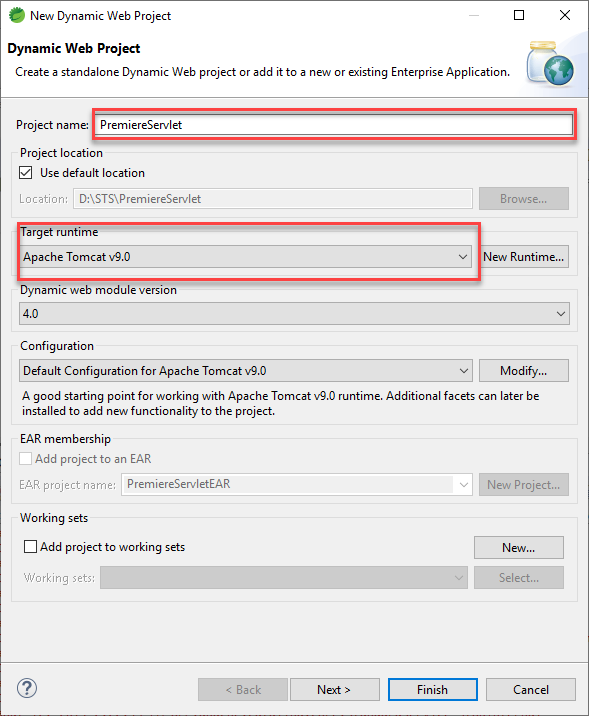 New Dynamic Web Project
Dynamic Web Project
Create a standalone Dynamic Web project or add it to a new or existing Enterprise Application.
Project name: PremiereServlet
Project location
Use default location
Location: D:\STS\PremiereServlet Browse...
Target runtime
Apache Tomcat v9.0 New Runtime...
Dynamic web module version
4.0
Configuration
Default Configuration for Apache Tomcat v9.0 Modify...
A good starting point for working with Apache Tomcat v9.0 runtime. Additional facets can later be
installed to add new functionality to the project.
EAR membership
Add project to an EAR
EAR project name: PremiereServletEAR New Project...
Working sets
Add project to working sets New...
Working sets: Select...
? < Back Next > Finish Cancel